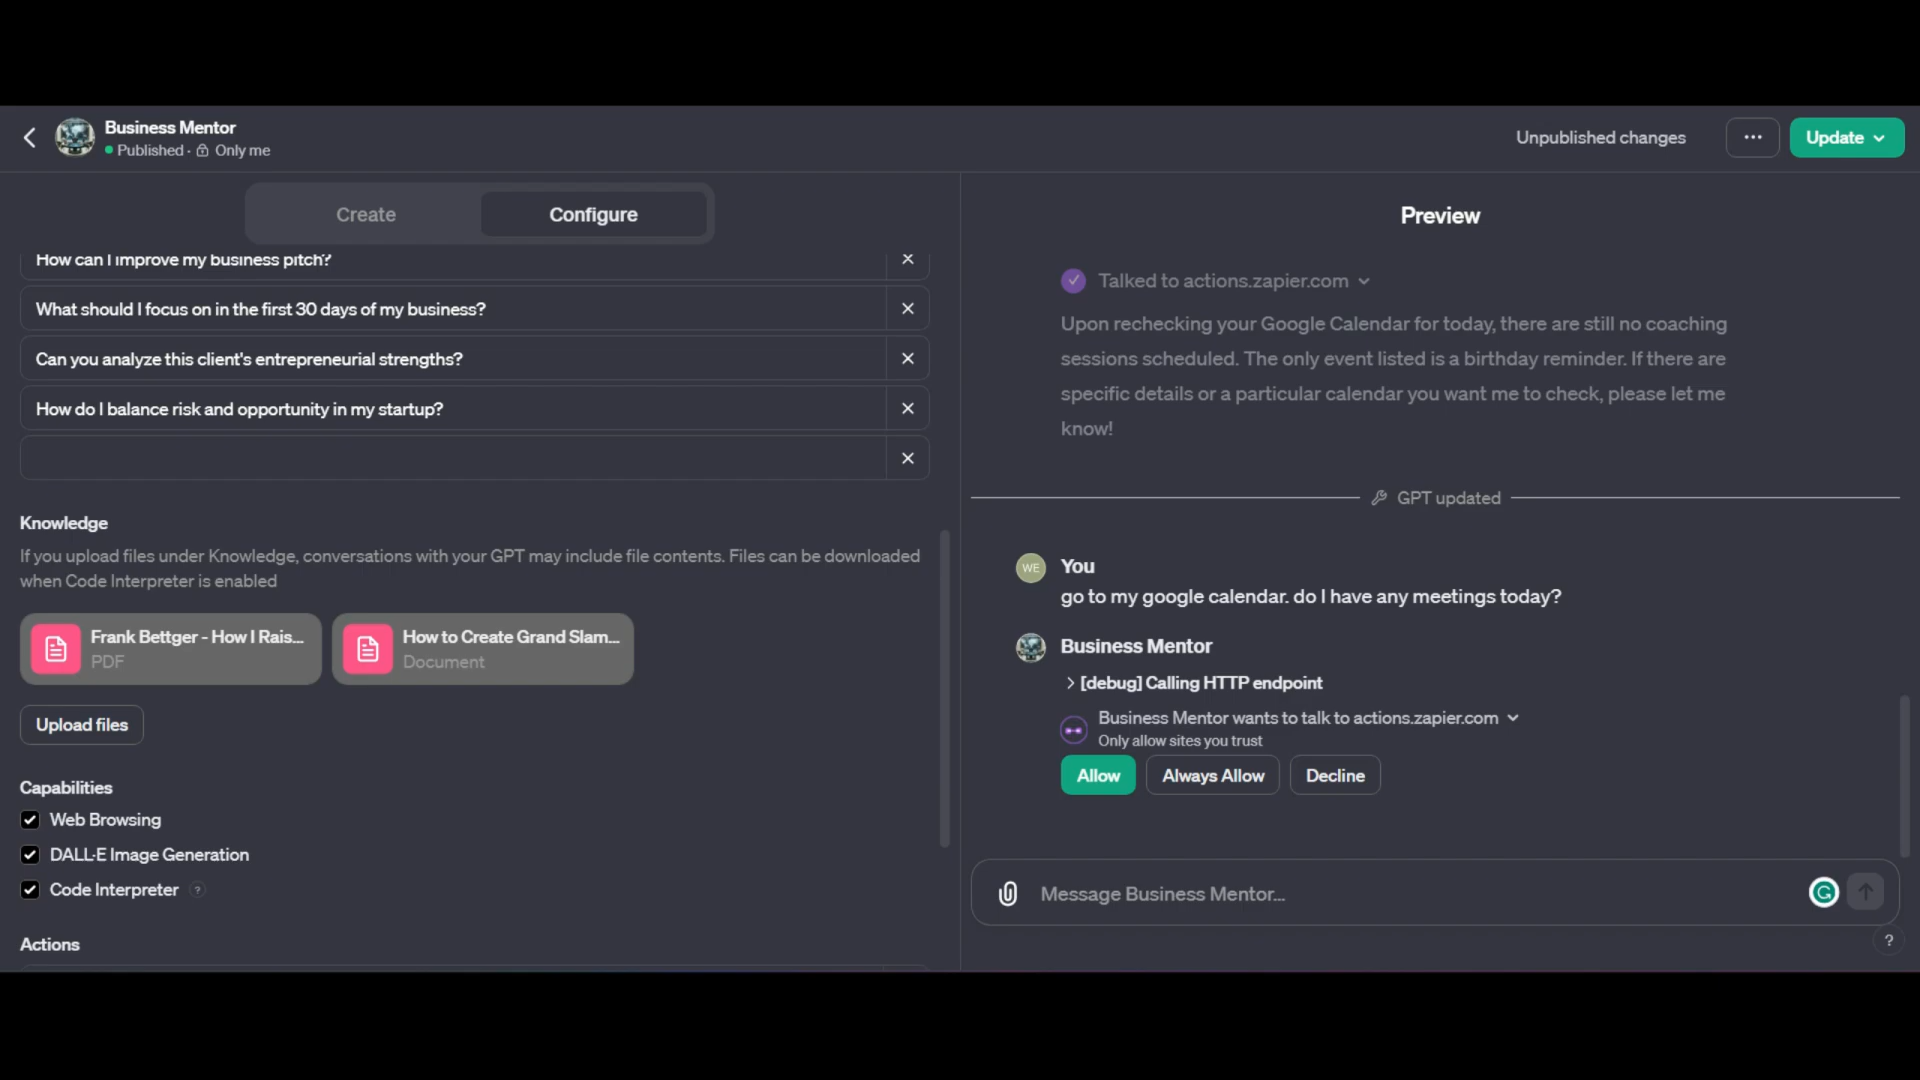 Business Mentor
Published · Only me
Unpublished changes
...
Update
Create
Configure
How can I improve my business pitch?
What should I focus on in the first 30 days of my business?
Can you analyze this client's entrepreneurial strengths?
How do I balance risk and opportunity in my startup?
Knowledge
If you upload files under Knowledge, conversations with your GPT may include file contents. Files can be downloaded
when Code Interpreter is enabled
Frank Bettger - How I Rais...
PDF
How to Create Grand Slam...
Document
Upload files
Capabilities
Web Browsing
DALL·E Image Generation
Code Interpreter ?
Actions
Preview
Talked to actions.zapier.com
Upon rechecking your Google Calendar for today, there are still no coaching
sessions scheduled. The only event listed is a birthday reminder. If there are
specific details or a particular calendar you want me to check, please let me
know!
GPT updated
WE
You
go to my google calendar. do I have any meetings today?
Business Mentor
> [debug] Calling HTTP endpoint
Business Mentor wants to talk to actions.zapier.com
Only allow sites you trust
Allow
Always Allow
Decline
Message Business Mentor...
G
?